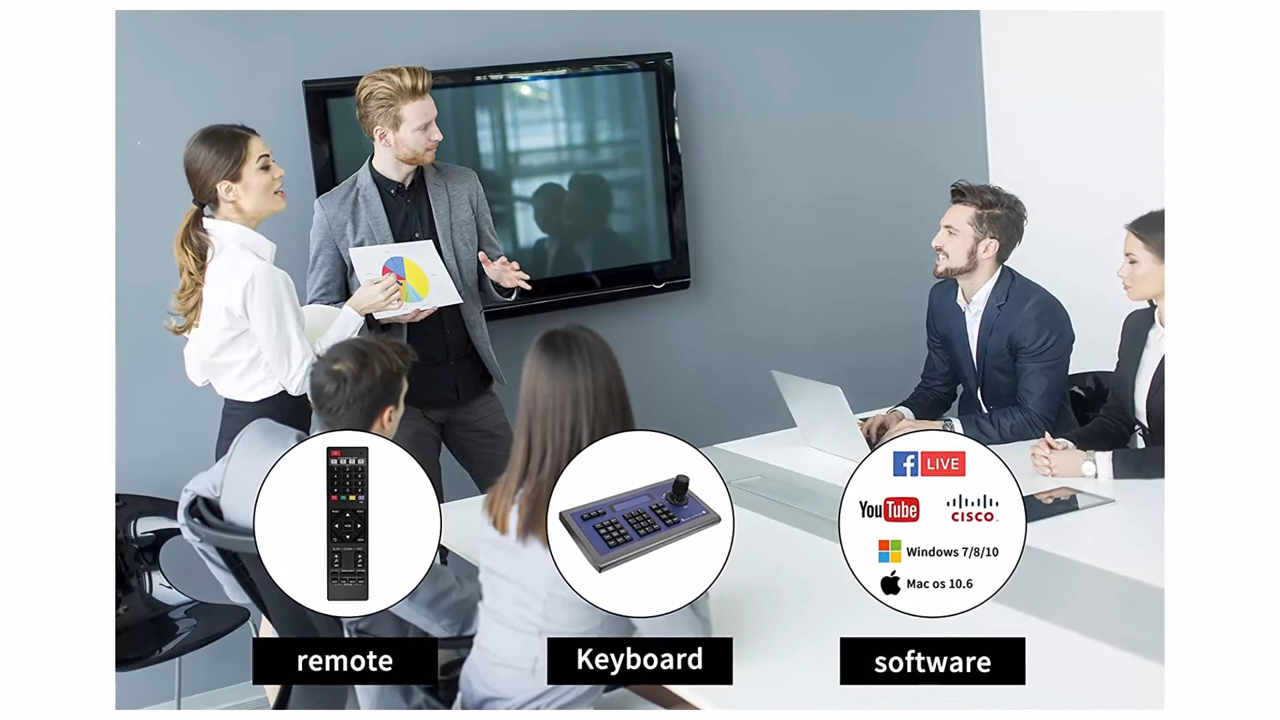 LIVE
YouTube
CISCO
Windows 7/8/10
Mac os 10.6
remote
Keyboard
software